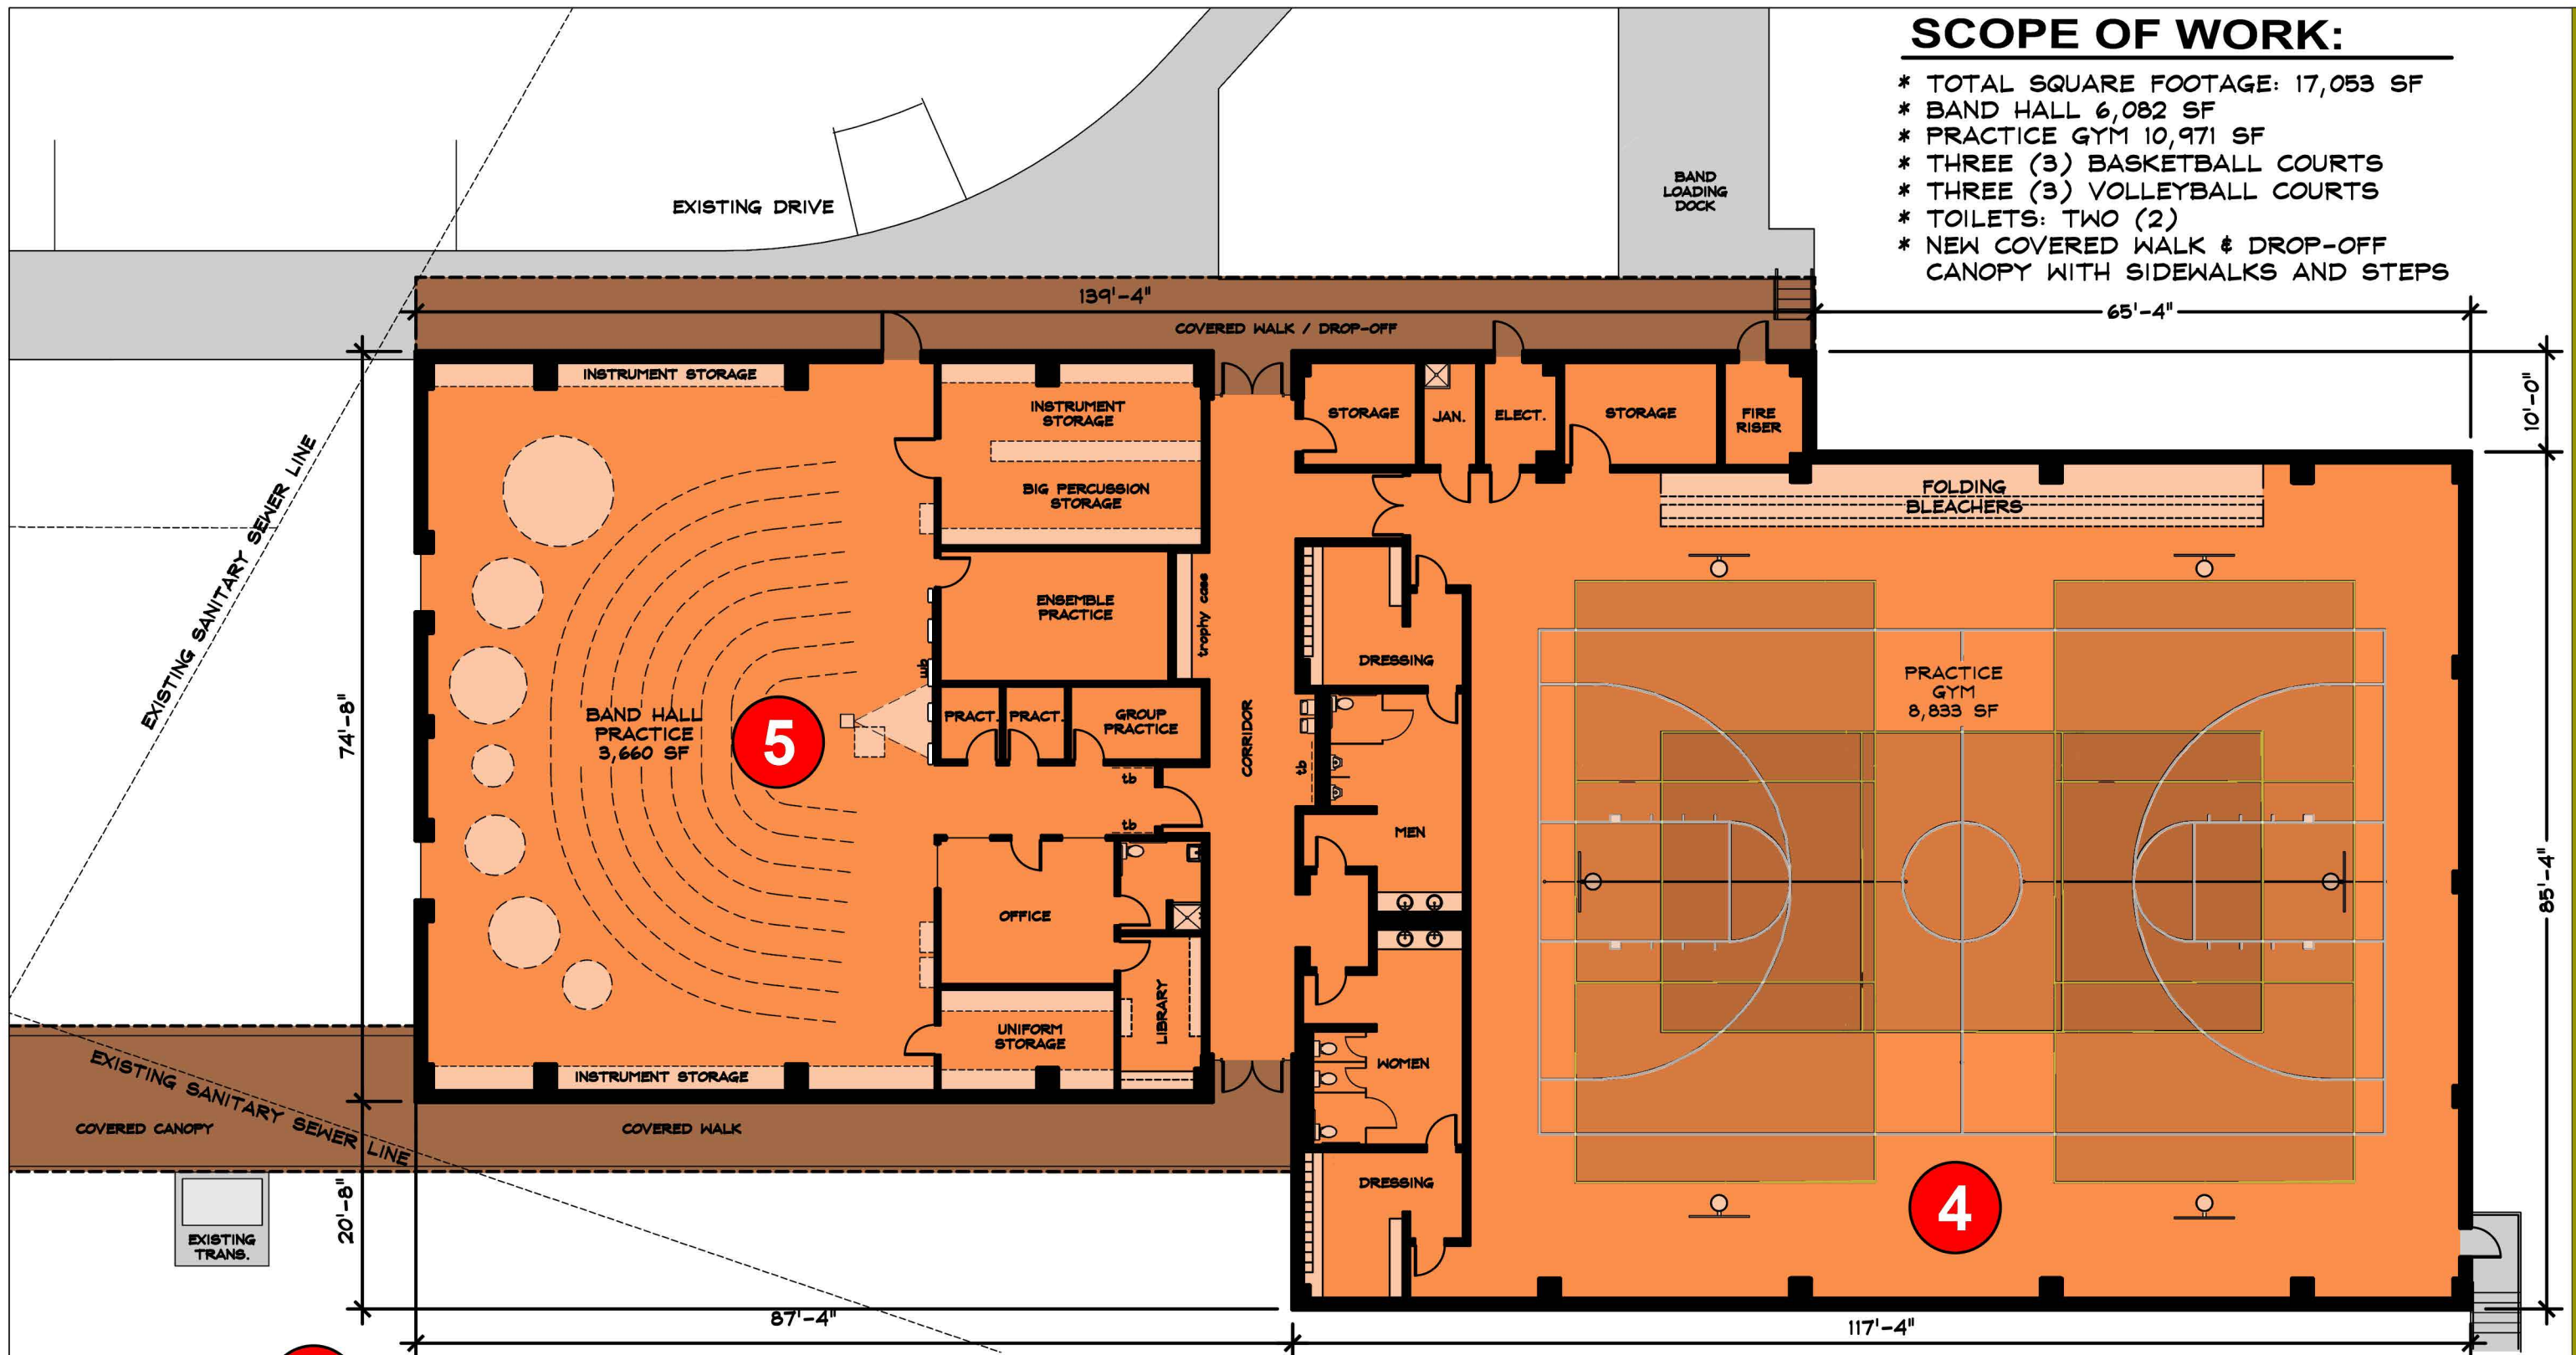 SCOPE OF WORK:
* TOTAL SQUARE FOOTAGE: 17,053 SF
* BAND HALL 6,082 SF
* PRACTICE GYM 10,971 SF
* THREE (3) BASKETBALL COURTS
* THREE (3) VOLLEYBALL COURTS
* TOILETS: TWO (2)
* NEW COVERED WALK & DROP-OFF
CANOPY WITH SIDEWALKS AND STEPS
BAND
LOADING
DOCK
EXISTING DRIVE
139'-4"
65'-4"
COVERED WALK / DROP-OFF
10'-0"
INSTRUMENT STORAGE
INSTRUMENT
STORAGE
BIG PERCUSSION
STORAGE
STORAGE
JAN.
ELECT.
STORAGE
FIRE
RISER
FOLDING
BLEACHERS
EXISTING SANITARY SEWER LINE
ENSEMBLE
PRACTICE
trophy case
DRESSING
PRACTICE
GYM
8,833 SF
wb
74'-8"
BAND HALL
PRACTICE
3,660 SF
5
PRACT.
PRACT.
GROUP
PRACTICE
CORRIDOR
tb
tb
tb
MEN
85'-4"
OFFICE
LIBRARY
UNIFORM
STORAGE
WOMEN
INSTRUMENT STORAGE
EXISTING SANITARY SEWER LINE
COVERED CANOPY
COVERED WALK
DRESSING
4
20'-8"
EXISTING
TRANS.
87'-4"
117'-4"